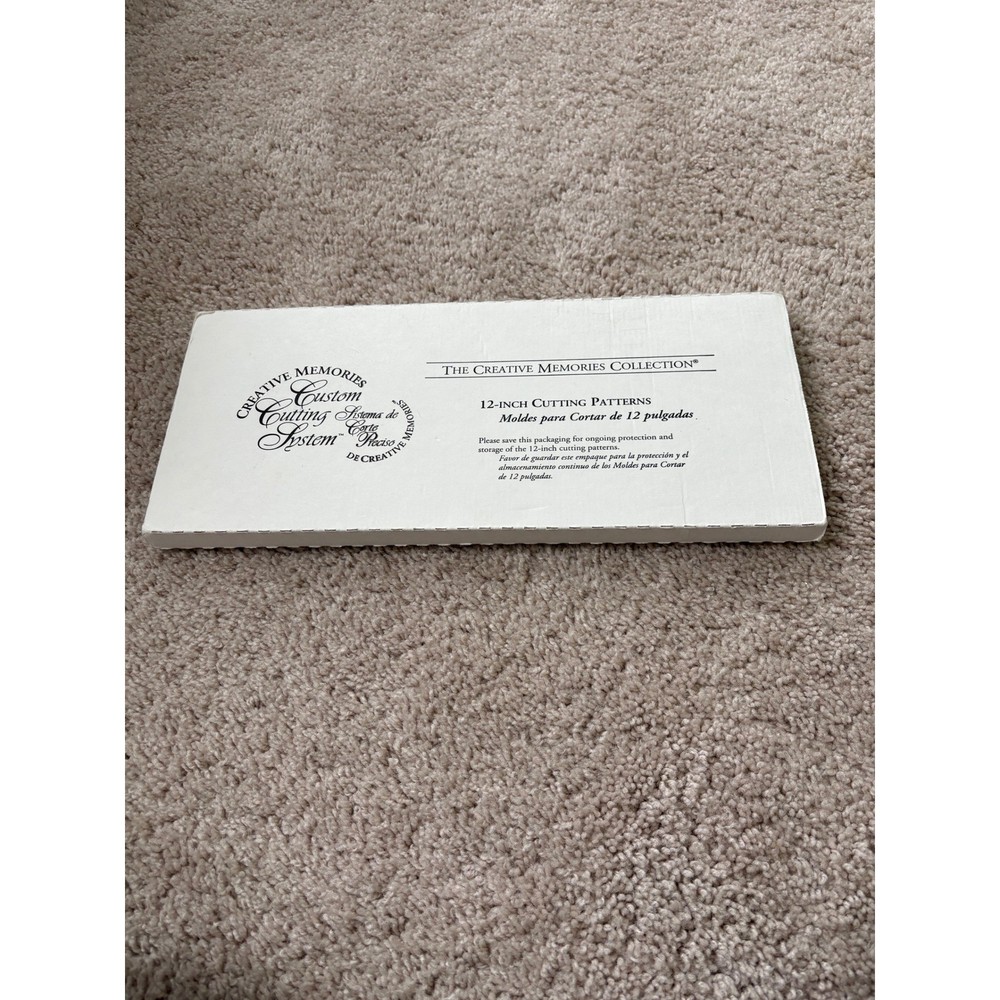 CREATIVE MEMORIES
Custom
Cutting
System™
Sistema de
Corte
Preciso
DE CREATIVE MEMORIES™
THE CREATIVE MEMORIES COLLECTION®
12-INCH CUTTING PATTERNS
Moldes para Cortar de 12 pulgadas
Please save this packaging for ongoing protection and
storage of the 12-inch cutting patterns.
Favor de guardar este empaque para la protección y el
almacenamiento continuo de los Moldes para Cortar
de 12 pulgadas.